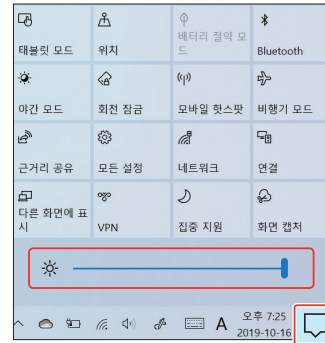 태블릿 모드
위치
배터리 절약 모
드
Bluetooth
야간 모드
회전 잠금
모바일 핫스팟
비행기 모드
근거리 공유
모든 설정
네트워크
연결
다른 화면에 표
시
VPN
집중 지원
화면 캡처
A
오후 7:25
2019-10-16